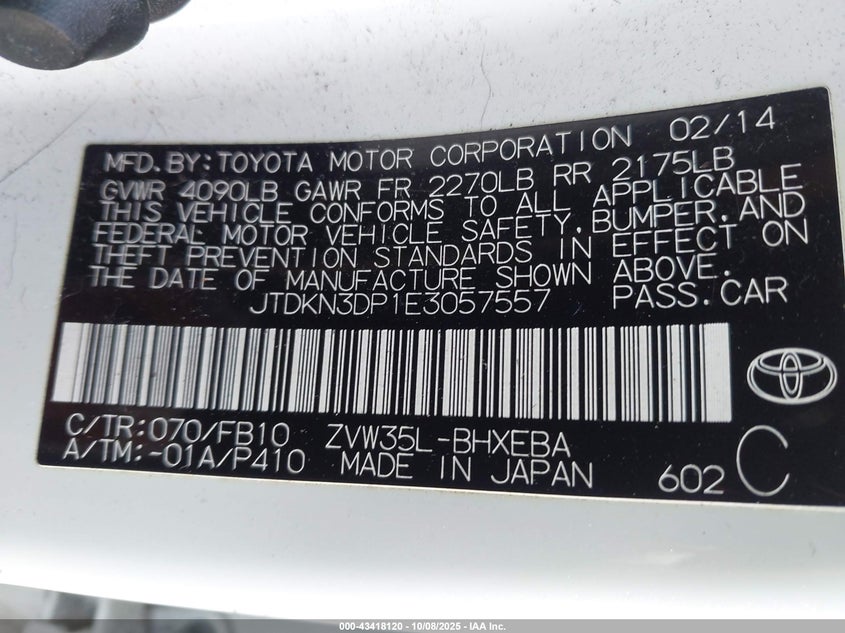 MFD. BY: TOYOTA MOTOR CORPORATION 02/14
GVWR 4090LB GAWR FR 2270LB RR 2175LB
THIS VEHICLE CONFORMS TO ALL APPLICABLE
FEDERAL MOTOR VEHICLE SAFETY, BUMPER, AND
THEFT PREVENTION STANDARDS IN EFFECT ON
THE DATE OF MANUFACTURE SHOWN ABOVE.
JTDKN3DP1E3057557 PASS. CAR
C/TR: 070/FB10 ZVW35L-BHXEBA
A/TM: -01A/P410 MADE IN JAPAN 602 C
000-43418120 - 10/08/2025 - IAA Inc.